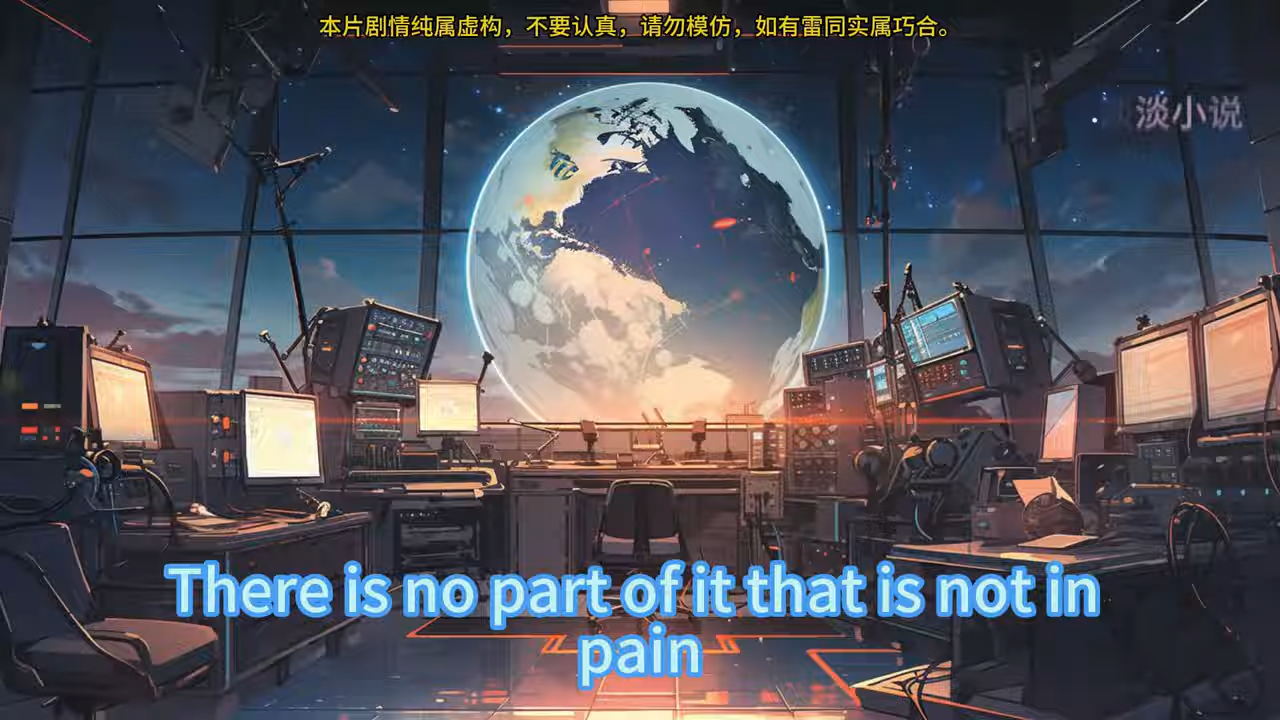 本片剧情纯属虚构，不要认真，请勿模仿，如有雷同实属巧合。
淡小说
There is no part of it that is not in
pain